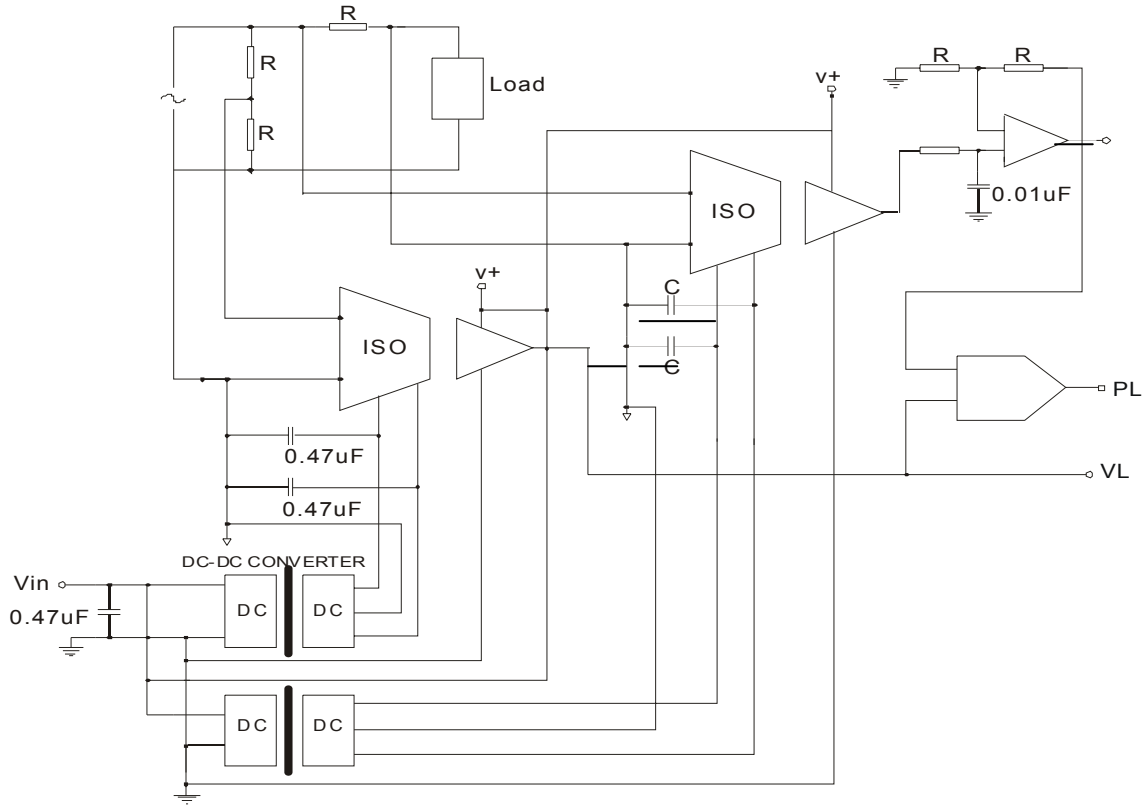 R
R
R
Load
R
R
v+
0.01uF
ISO
v+
C
ISO
C
PL
0.47uF
VL
0.47uF
DC-DC CONVERTER
Vin
DC
DC
0.47uF
DC
DC